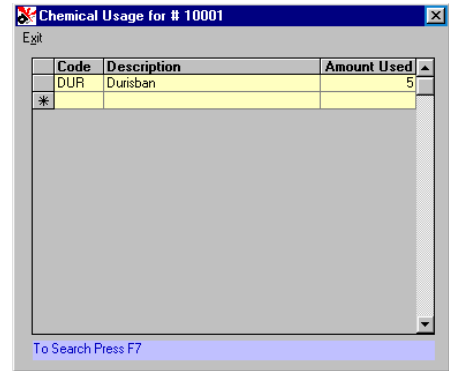 Chemical Usage for # 10001
Exit
Code Description Amount Used
DUR Durisban 5
To Search Press F7